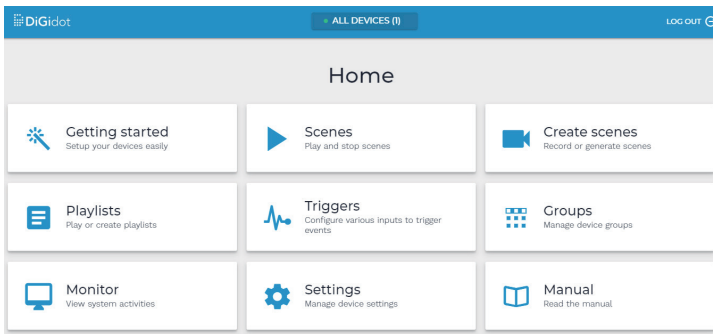 DiGidot
ALL DEVICES (1)
LOG OUT
Home
Getting started
Setup your devices easily
Scenes
Play and stop scenes
Create scenes
Record or generate scenes
Playlists
Play or create playlists
Triggers
Configure various inputs to trigger
events
Groups
Manage device groups
Monitor
View system activities
Settings
Manage device settings
Manual
Read the manual